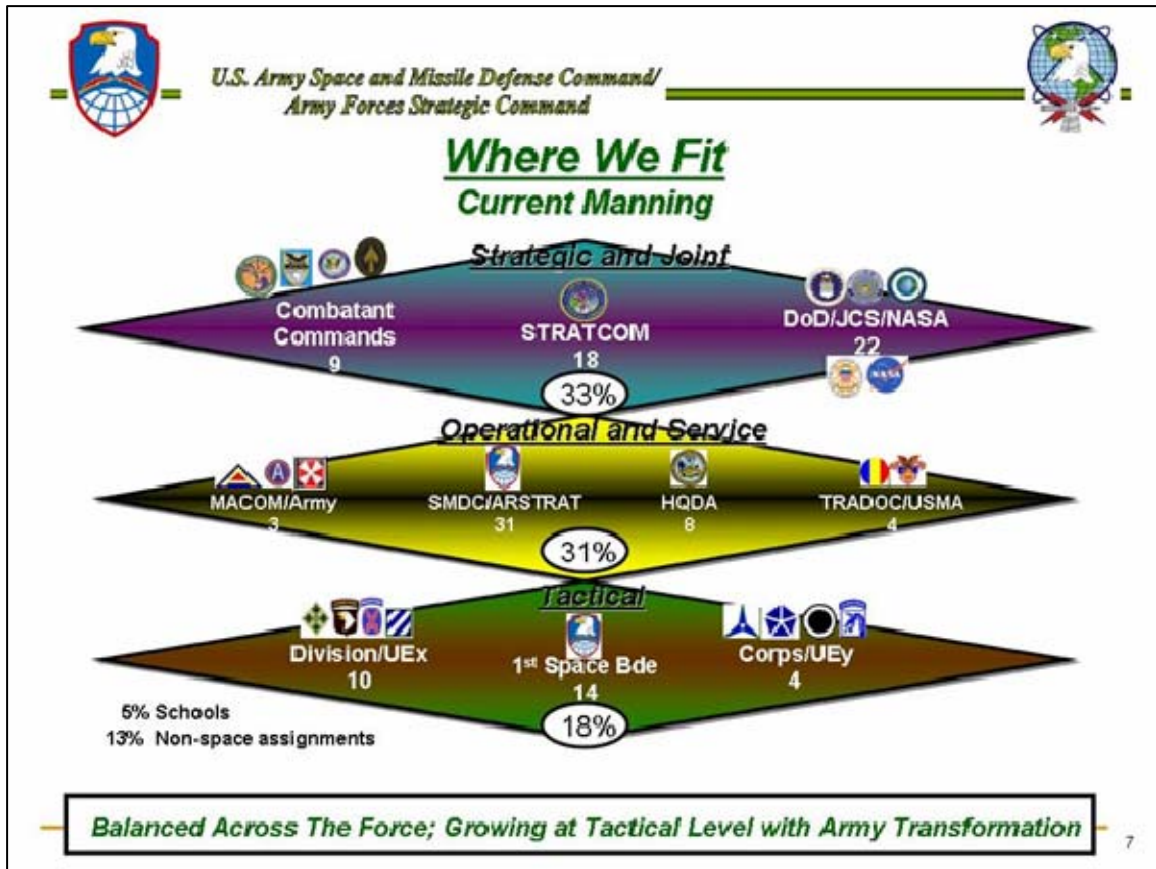 U.S. Army Space and Missile Defense Command/
Army Forces Strategic Command
Where We Fit
Current Manning
Strategic and Joint
Combatant
Commands
9
STRATCOM
18
DoD/JCS/NASA
22
33%
Operational and Service
MACOM/Army
3
SMDC/ARSTRAT
31
HQDA
8
TRADOC/USMA
4
31%
Tactical
Division/UEx
10
1st Space Bde
14
Corps/UEy
4
18%
5% Schools
13% Non-space assignments
Balanced Across The Force; Growing at Tactical Level with Army Transformation
7